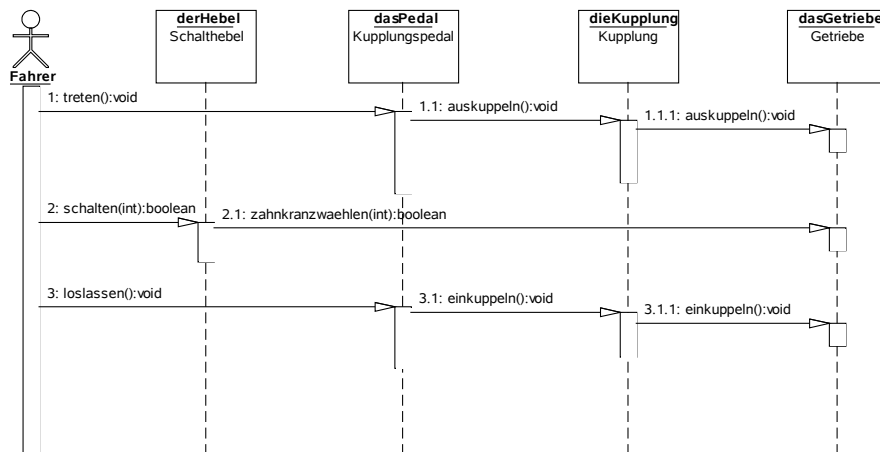 derHebel
Schalthebel
dasPedal
Kupplungspedal
dieKupplung
Kupplung
dasGetriebe
Getriebe
Fahrer
1: treten():void
1.1: auskuppeln():void
1.1.1: auskuppeln():void
2: schalten(int):boolean
2.1: zahnkranzwaehlen(int):boolean
3: loslassen():void
3.1: einkuppeln():void
3.1.1: einkuppeln():void